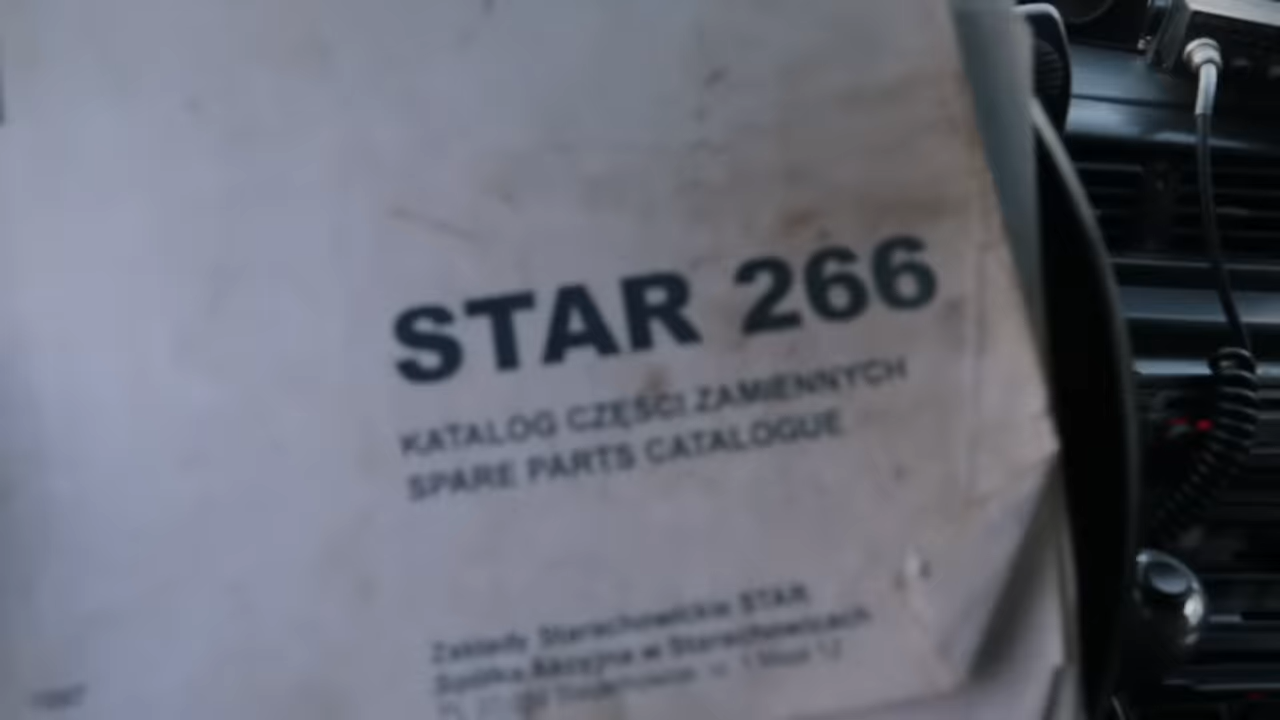 STAR 266
KATALOG CZĘŚCI ZAMIENNYCH
SPARE PARTS CATALOGUE
Zakłady Starachowickie STAR
Spółka Akcyjna w Starachowicach